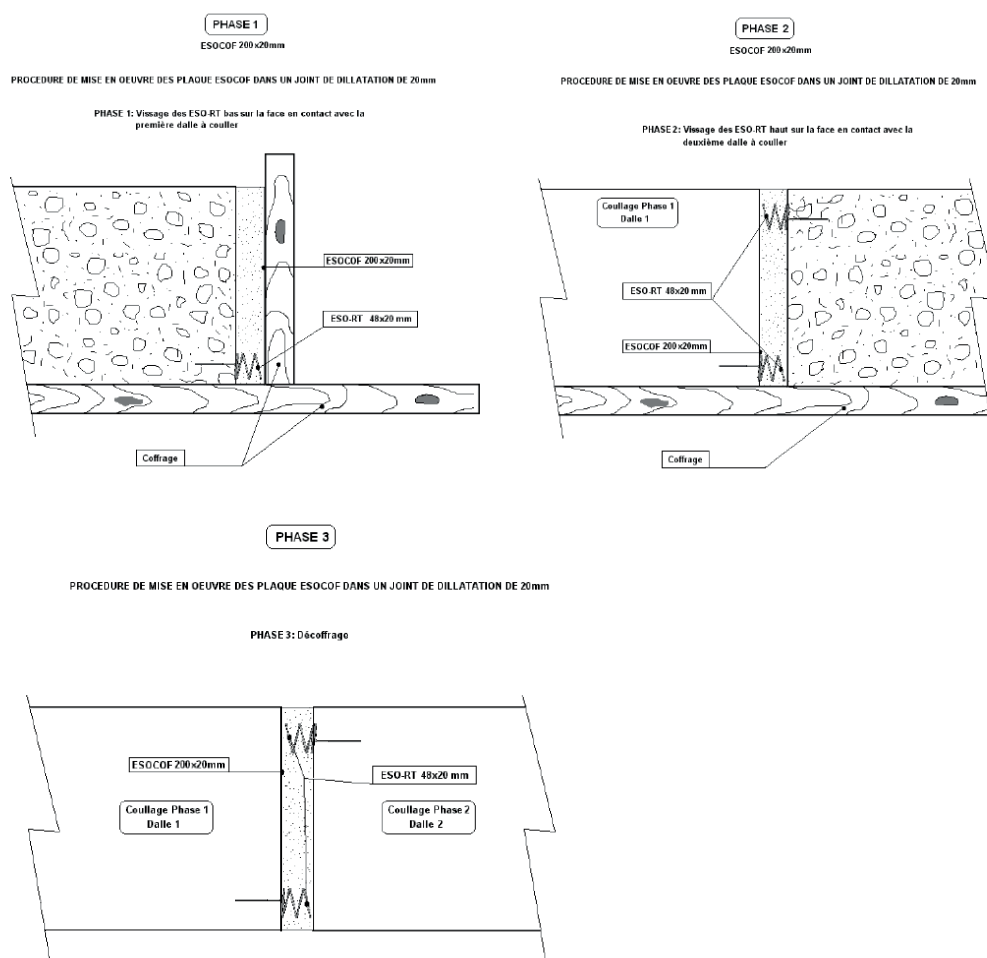 PHASE 1
ESOCOF 200x20mm
PROCEDURE DE MISE EN OEUVRE DES PLAQUE ESOCOF DANS UN JOINT DE DILLATATION DE 20mm
PHASE 1: Vissage des ESO-RT bas sur la face en contact avec la
première dalle à couller
ESOCOF 200x20mm
ESO-RT 48x20 mm
Coffrage
PHASE 2
ESOCOF 200x20mm
PROCEDURE DE MISE EN OEUVRE DES PLAQUE ESOCOF DANS UN JOINT DE DILLATATION DE 20mm
PHASE 2: Vissage des ESO-RT haut sur la face en contact avec la
deuxième dalle à couller
Coullage Phase 1
Dalle 1
ESO-RT 48x20 mm
ESOCOF 200x20mm
Coffrage
PHASE 3
PROCEDURE DE MISE EN OEUVRE DES PLAQUE ESOCOF DANS UN JOINT DE DILLATATION DE 20mm
PHASE 3: Décoffrage
ESOCOF 200x20mm
ESO-RT 48x20 mm
Coullage Phase 1
Dalle 1
Coullage Phase 2
Dalle 2